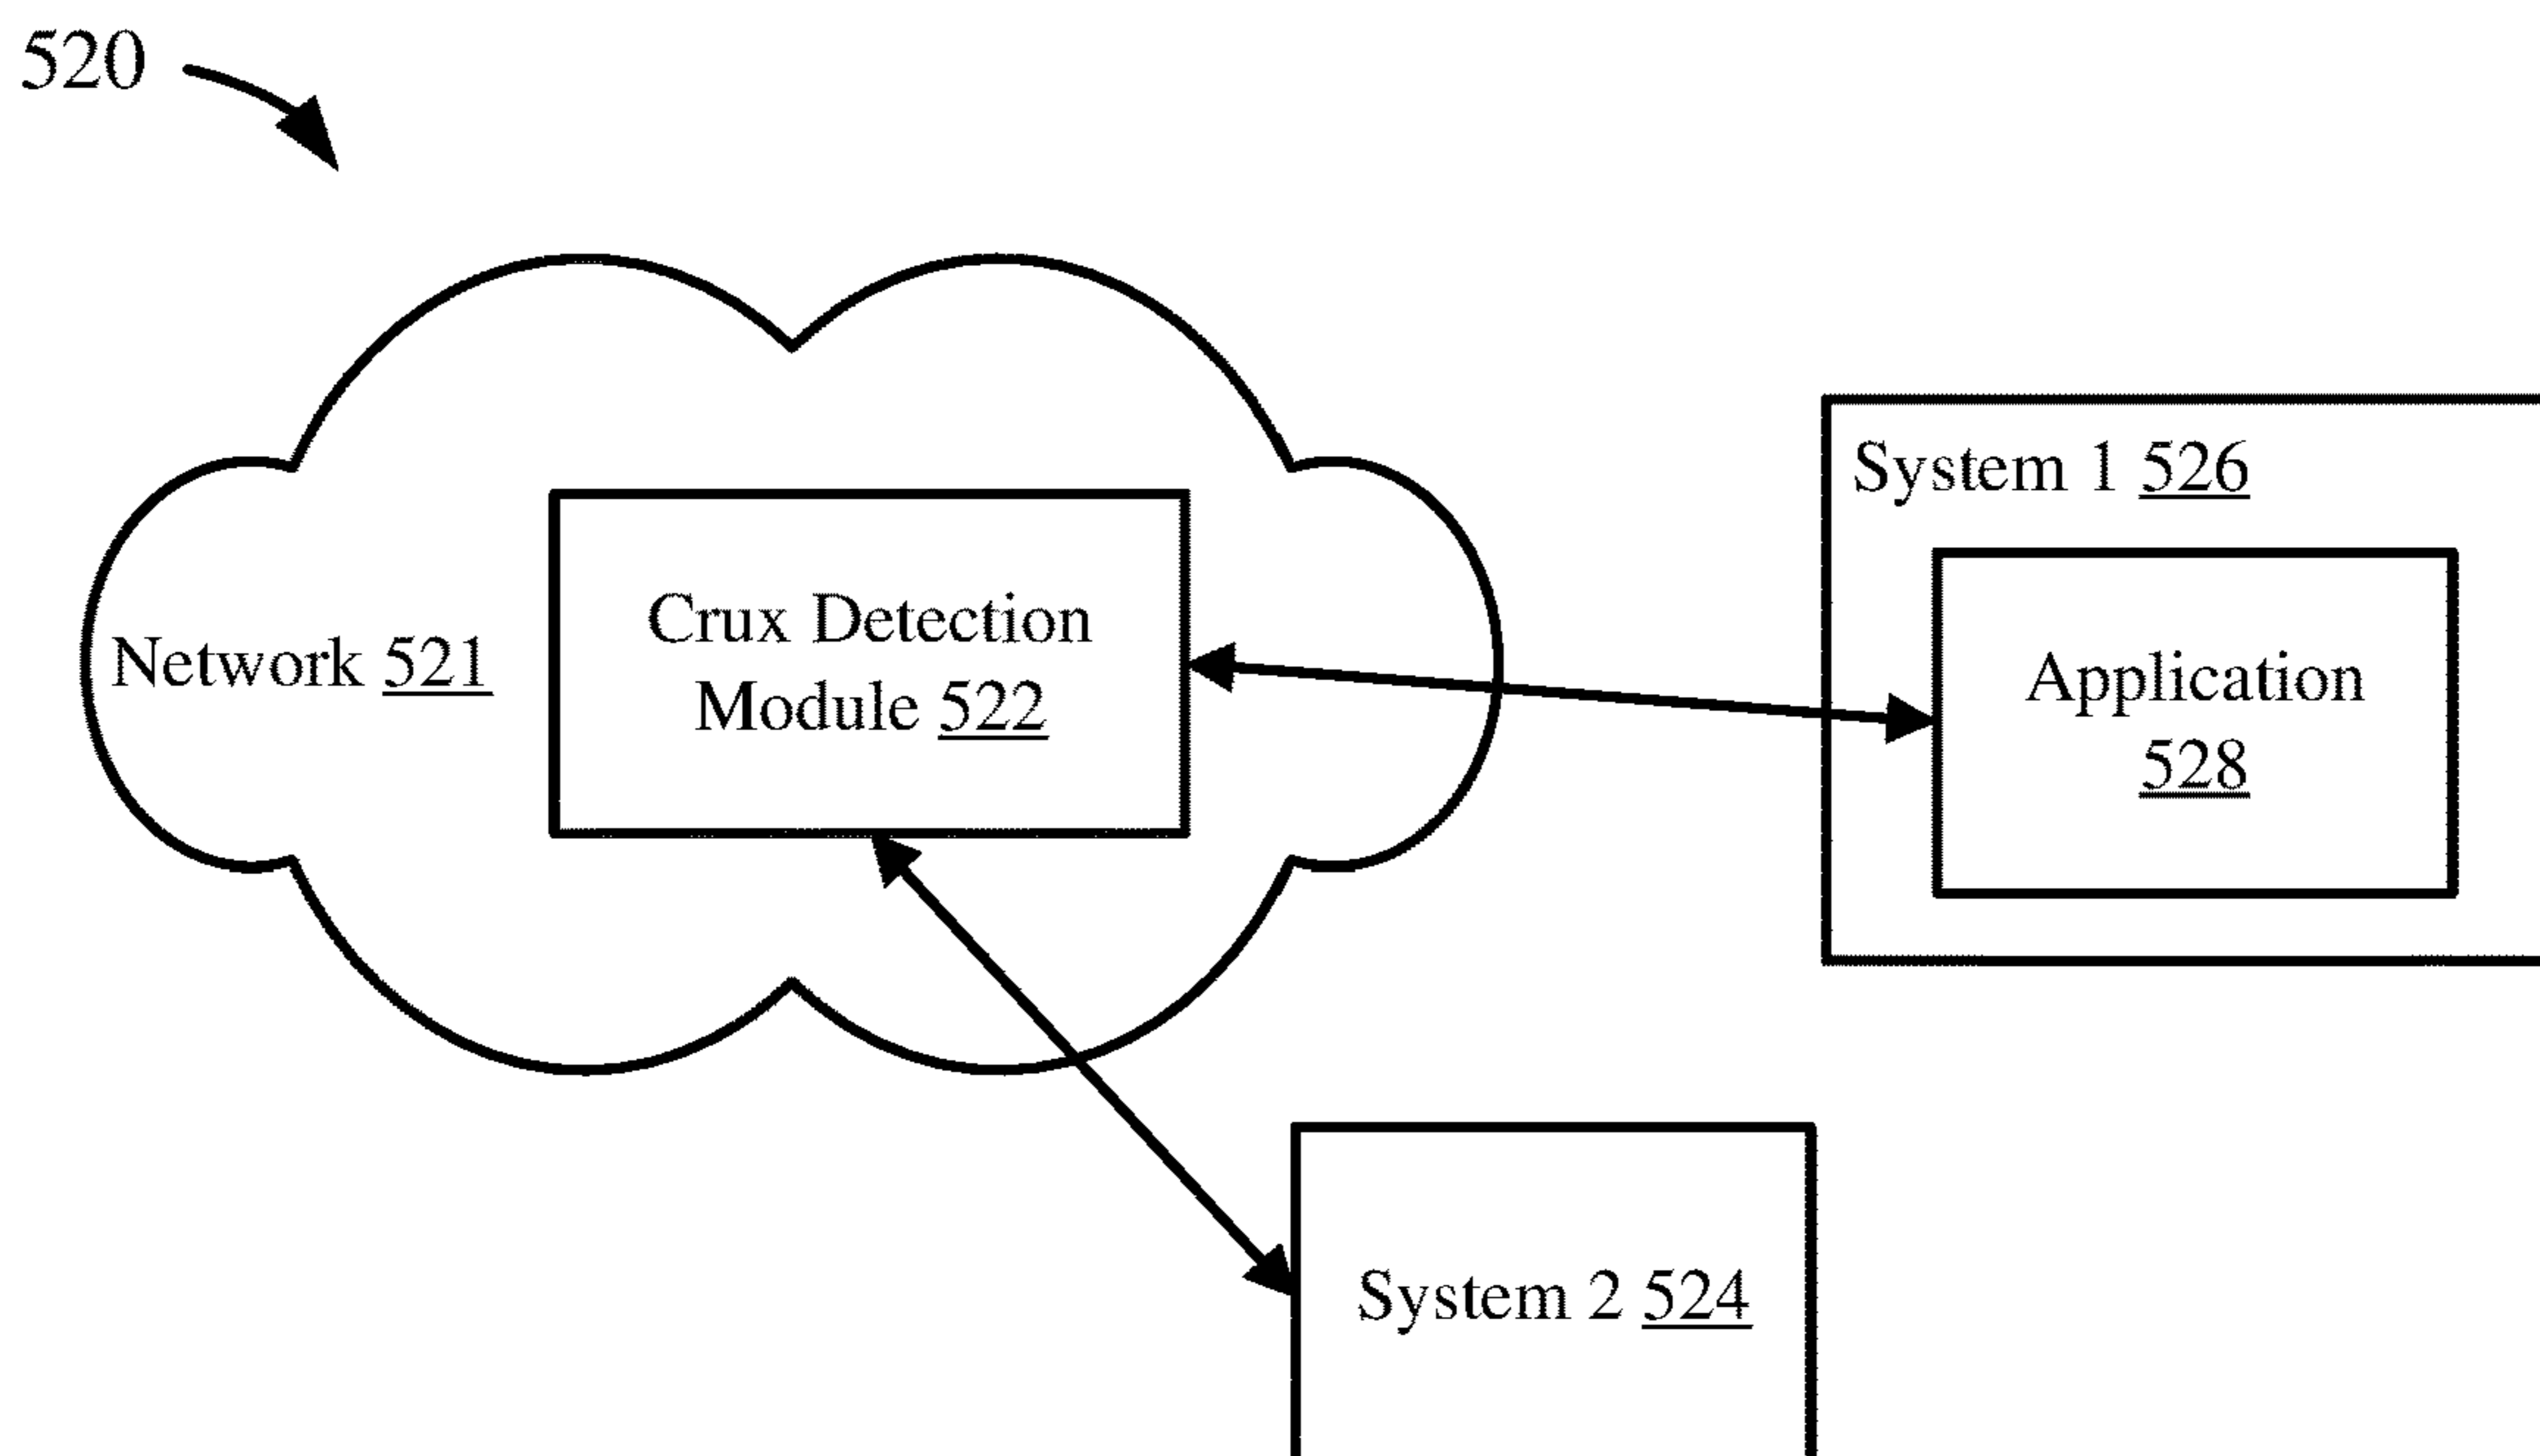 520
System 1 526
Crux Detection
Module 522
Network 521
Application
528
System 2 524